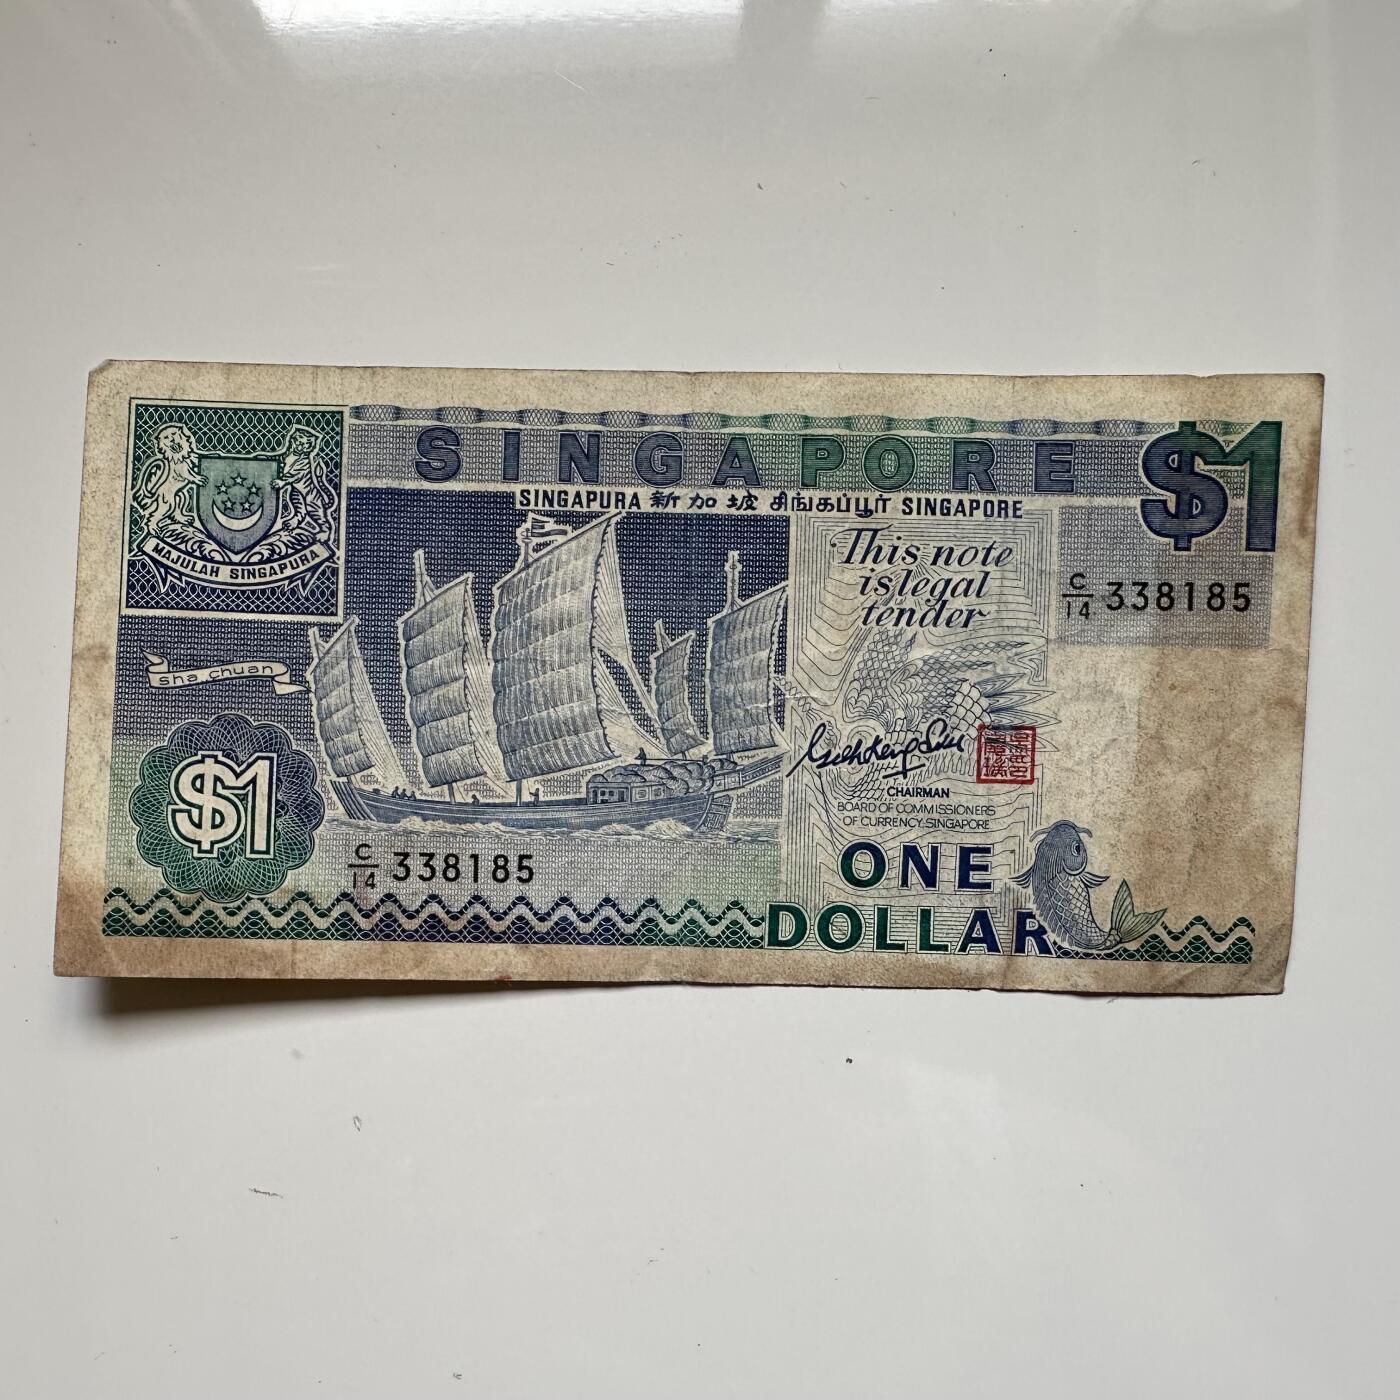 SINGAPORE
$1
SINGAPURA 新加坡 சிங்கப்பூர் SINGAPORE
MAJULAH SINGAPURA
This note
is legal
tender
C/14 338185
sha chuan
$1
CHAIRMAN
BOARD OF COMMISSIONERS
OF CURRENCY, SINGAPORE
C/14 338185
ONE
DOLLAR